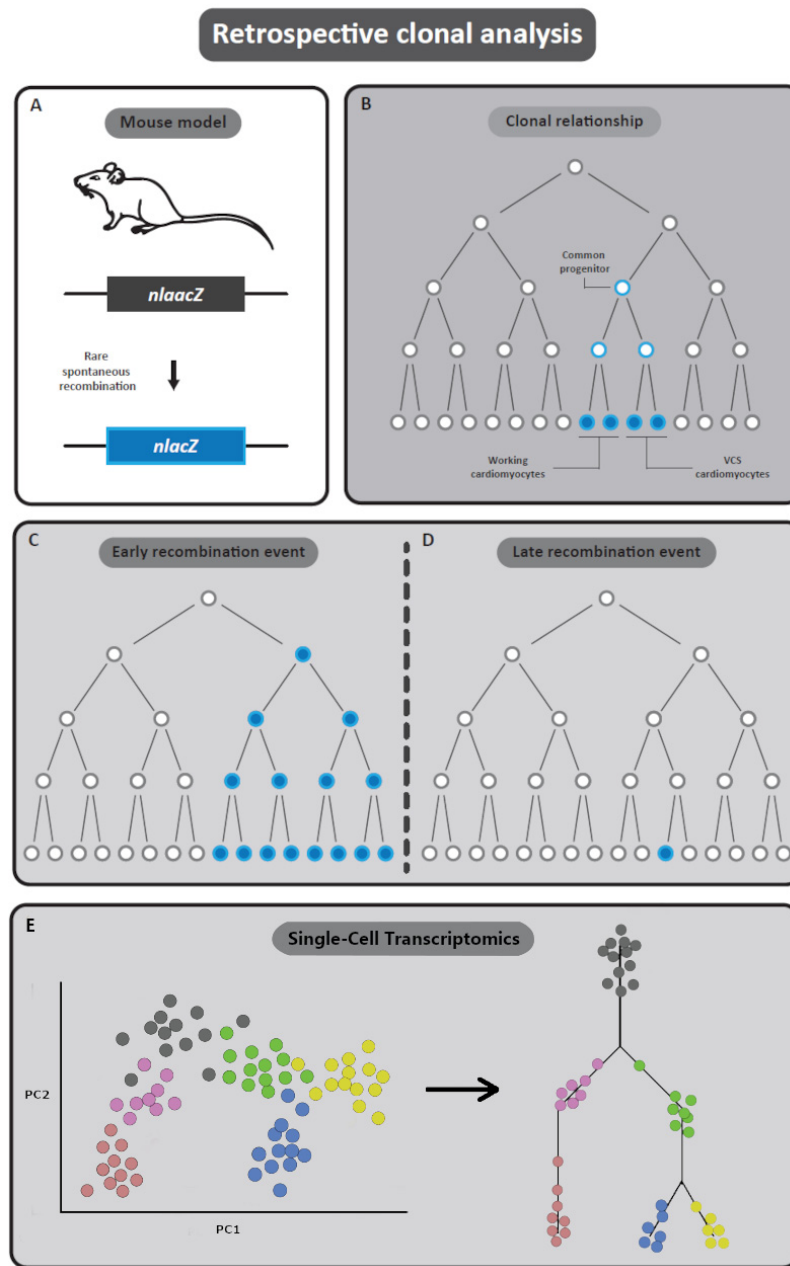 Retrospective clonal analysis
A
Mouse model
nlaacZ
Rare
spontaneous
recombination
nlacZ
B
Clonal relationship
Common
progenitor
Working
cardiomyocytes
VCS
cardiomyocytes
C
Early recombination event
D
Late recombination event
E
Single-Cell Transcriptomics
PC2
PC1